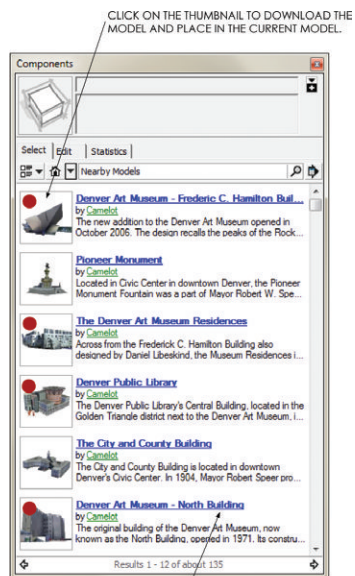 CLICK ON THE THUMBNAIL TO DOWNLOAD THE
MODEL AND PLACE IN THE CURRENT MODEL.
Components
Select Edit Statistics
Nearby Models
Denver Art Museum - Frederic C. Hamilton Buil...
by Camelot
The new addition to the Denver Art Museum opened in
October 2006. The design recalls the peaks of the Rock...
Pioneer Monument
by Camelot
Located in Civic Center in downtown Denver, the Pioneer
Monument Fountain was a part of Mayor Robert W. Spe...
The Denver Art Museum Residences
by Camelot
Across from the Frederick C. Hamilton Building also
designed by Daniel Libeskind, the Museum Residences i...
Denver Public Library
by Camelot
The Denver Public Library's Central Building, located in the
Golden Triangle district next to the Denver Art Museum, i...
The City and County Building
by Camelot
The City and County Building is located in downtown
Denver's Civic Center. In 1904, Mayor Robert Speer pro...
Denver Art Museum - North Building
by Camelot
The original building of the Denver Art Museum, now
known as the North Building, opened in 1971. Its constru...
Results 1 - 12 of about 135